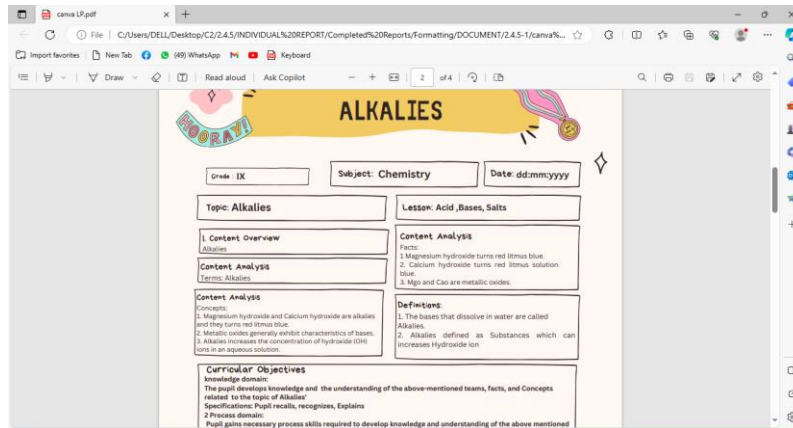 canva LP.pdf
File C:/Users/DELL/Desktop/C2/2.4.5/INDIVIDUAL%20REPORT/Completed%20Reports/Formatting/DOCUMENT/2.4.5-1/canva%...
Import favorites New Tab (49) WhatsApp Keyboard
Draw Read aloud Ask Copilot 2 of 4
HOORAY!
ALKALIES
Grade : IX
Subject: Chemistry
Date: dd:mm:yyyy
Topic: Alkalies
Lesson: Acid ,Bases, Salts
1. Content Overview
Alkalies
Content Analysis
Terms: Alkalies
Content Analysis
Facts:
1 Magnesium hydroxide turns red litmus blue.
2. Calcium hydroxide turns red litmus solution
blue.
3. Mgo and Cao are metallic oxides.
Content Analysis
Concepts:
1. Magnesium hydroxide and Calcium hydroxide are alkalies
and they turns red litmus blue.
2. Metallic oxides generally exhibit characteristics of bases.
3. Alkalies increases the concentration of hydroxide (OH)
ions in an aqueous solution.
Definitions:
1. The bases that dissolve in water are called
Alkalies.
2. Alkalies defined as Substances which can
increases Hydroxide ion
Curricular Objectives
knowledge domain:
The pupil develops knowledge and the understanding of the above-mentioned teams, facts, and Concepts
related to the topic of Alkalies'
Specifications: Pupil recalls, recognizes, Explains
2 Process domain:
Pupil gains necessary process skills required to develop knowledge and understanding of the above mentioned